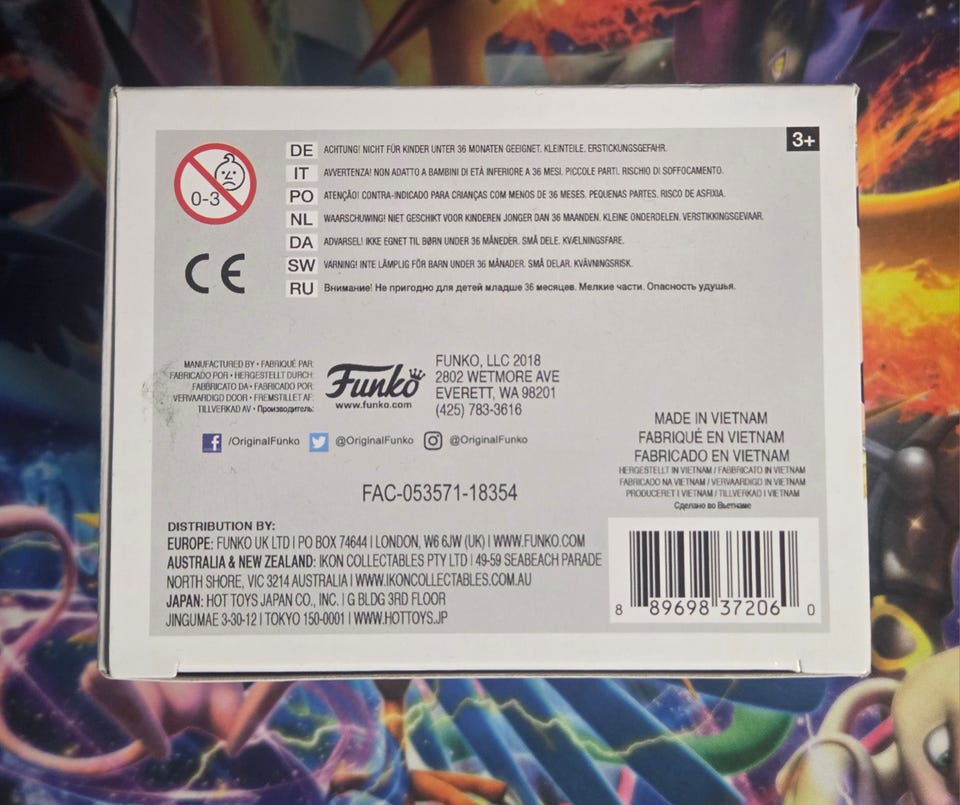 3+
0-3
DE ACHTUNG! NICHT FÜR KINDER UNTER 36 MONATEN GEEIGNET. KLEINTEILE. ERSTICKUNGSGEFAHR.
IT AVVERTENZA! NON ADATTO A BAMBINI DI ETÀ INFERIORE A 36 MESI. PICCOLE PARTI. RISCHIO DI SOFFOCAMENTO.
PO ATENÇÃO! CONTRA-INDICADO PARA CRIANÇAS COM MENOS DE 36 MESES. PEQUENAS PARTES. RISCO DE ASFIXIA.
NL WAARSCHUWING! NIET GESCHIKT VOOR KINDEREN JONGER DAN 36 MAANDEN. KLEINE ONDERDELEN. VERSTIKKINGSGEVAAR.
DA ADVARSEL! IKKE EGNET TIL BØRN UNDER 36 MÅNEDER. SMÅ DELE. KVÆLNINGSFARE.
SW VARNING! INTE LÄMPLIG FÖR BARN UNDER 36 MÅNADER. SMÅ DELAR. KVÄVNINGSRISK.
RU Внимание! Не пригодно для детей младше 36 месяцев. Мелкие части. Опасность удушья.
CE
MANUFACTURED BY • FABRIQUÉ PAR
FABRICADO POR • HERGESTELLT DURCH:
FABBRICATO DA • FABRICADO POR:
VERVAARDIGD DOOR • FREMSTILLET AF:
TILLVERKAD AV • Производитель:
Funko
www.funko.com
FUNKO, LLC 2018
2802 WETMORE AVE
EVERETT, WA 98201
(425) 783-3616
/OriginalFunko @OriginalFunko @OriginalFunko
FAC-053571-18354
MADE IN VIETNAM
FABRIQUÉ EN VIETNAM
FABRICADO EN VIETNAM
HERGESTELLT IN VIETNAM / FABBRICATO IN VIETNAM
FABRICADO NA VIETNAM / VERVAARDIGD IN VIETNAM
PRODUCERET I VIETNAM / TILLVERKAD I VIETNAM
Сделано во Вьетнаме
DISTRIBUTION BY:
EUROPE: FUNKO UK LTD | PO BOX 74644 | LONDON, W6 6JW (UK) | WWW.FUNKO.COM
AUSTRALIA & NEW ZEALAND: IKON COLLECTABLES PTY LTD | 49-59 SEABEACH PARADE
NORTH SHORE, VIC 3214 AUSTRALIA | WWW.IKONCOLLECTABLES.COM.AU
JAPAN: HOT TOYS JAPAN CO., INC. | G BLDG 3RD FLOOR
JINGUMAE 3-30-12 | TOKYO 150-0001 | WWW.HOTTOYS.JP
8 89698 37206 0